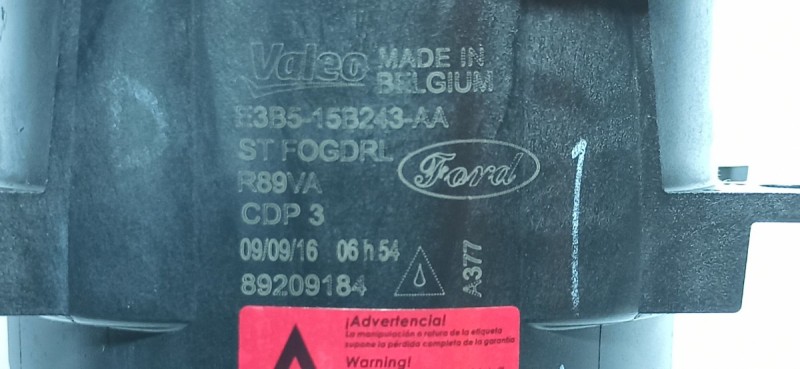 Valeo MADE IN
BELGIUM
E3B5-15B243-AA
ST FOGDRL
Ford
R89VA
CDP 3
09/09/16 06 h 54
89209184
A377
¡Advertencia!
La manipulación o rotura de la etiqueta
supone la pérdida completa de la garantía
Warning!